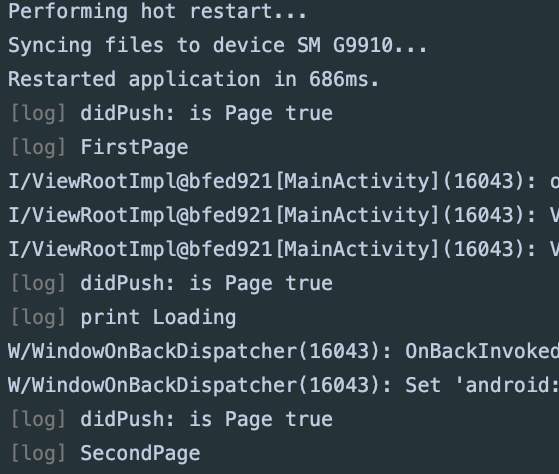 Performing hot restart...
Syncing files to device SM G9910...
Restarted application in 686ms.
[log] didPush: is Page true
[log] FirstPage
I/ViewRootImpl@bfed921[MainActivity](16043): o
I/ViewRootImpl@bfed921[MainActivity](16043): V
I/ViewRootImpl@bfed921[MainActivity](16043): V
[log] didPush: is Page true
[log] print Loading
W/WindowOnBackDispatcher(16043): OnBackInvoked
W/WindowOnBackDispatcher(16043): Set 'android:
[log] didPush: is Page true
[log] SecondPage